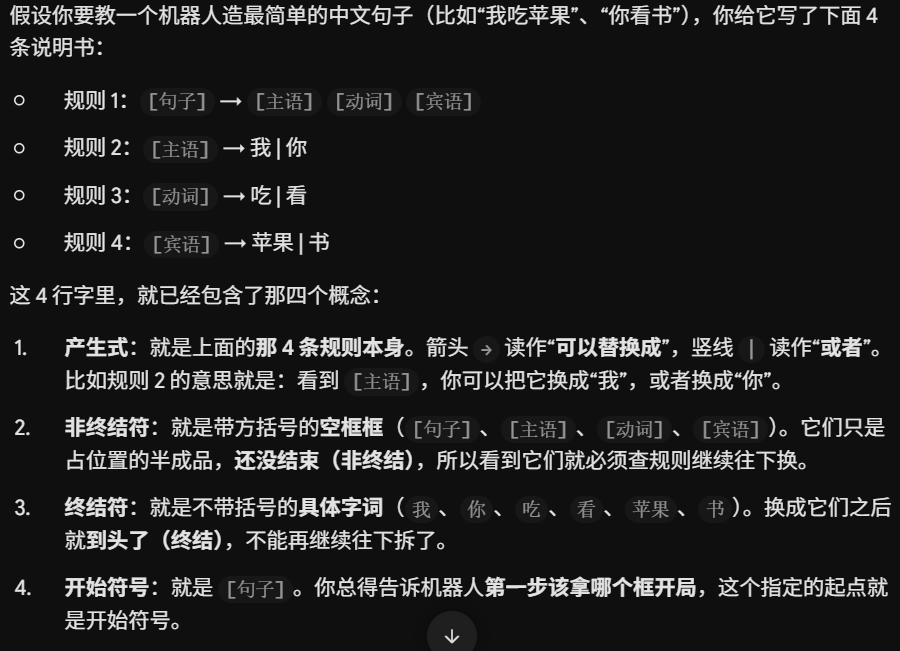 假设你要教一个机器人造最简单的中文句子（比如“我吃苹果”、“你看书”），你给它写了下面 4
条说明书：
○ 规则 1： [句子] → [主语] [动词] [宾语]
○ 规则 2： [主语] → 我 | 你
○ 规则 3： [动词] → 吃 | 看
○ 规则 4： [宾语] → 苹果 | 书
这 4 行字里，就已经包含了那四个概念：
1. 产生式：就是上面的那 4 条规则本身。箭头 → 读作“可以替换成”，竖线 | 读作“或者”。
比如规则 2 的意思就是：看到 [主语] ，你可以把它换成“我”，或者换成“你”。
2. 非终结符：就是带方括号的空框框（ [句子] 、 [主语] 、 [动词] 、 [宾语] ）。它们只是
占位置的半成品，还没结束（非终结），所以看到它们就必须查规则继续往下换。
3. 终结符：就是不带括号的具体字词（ 我 、 你 、 吃 、 看 、 苹果 、 书 ）。换成它们之后
就到头了（终结），不能再继续往下拆了。
4. 开始符号：就是 [句子] 。你总得告诉机器人第一步该拿哪个框开局，这个指定的起点就
是开始符号。